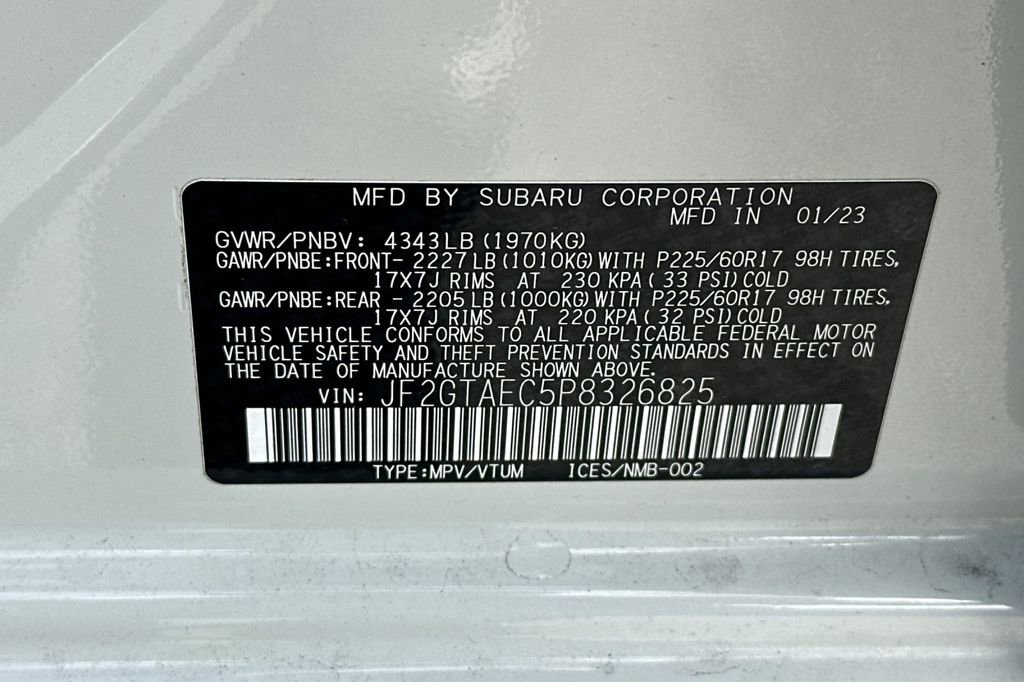 MFD BY SUBARU CORPORATION
MFD IN 01/23
GVWR/PNBV: 4343LB(1970KG)
GAWR/PNBE:FRONT- 2227LB(1010KG)WITH P225/60R17 98H TIRES,
17X7J RIMS AT 230 KPA(33 PSI)COLD
GAWR/PNBE:REAR - 2205LB(1000KG)WITH P225/60R17 98H TIRES,
17X7J RIMS AT 220 KPA(32 PSI)COLD
THIS VEHICLE CONFORMS TO ALL APPLICABLE FEDERAL MOTOR
VEHICLE SAFETY AND THEFT PREVENTION STANDARDS IN EFFECT ON
THE DATE OF MANUFACTURE SHOWN ABOVE.
VIN: JF2GTAEC5P8326825
TYPE:MPV/VTUM ICES/NMB-002